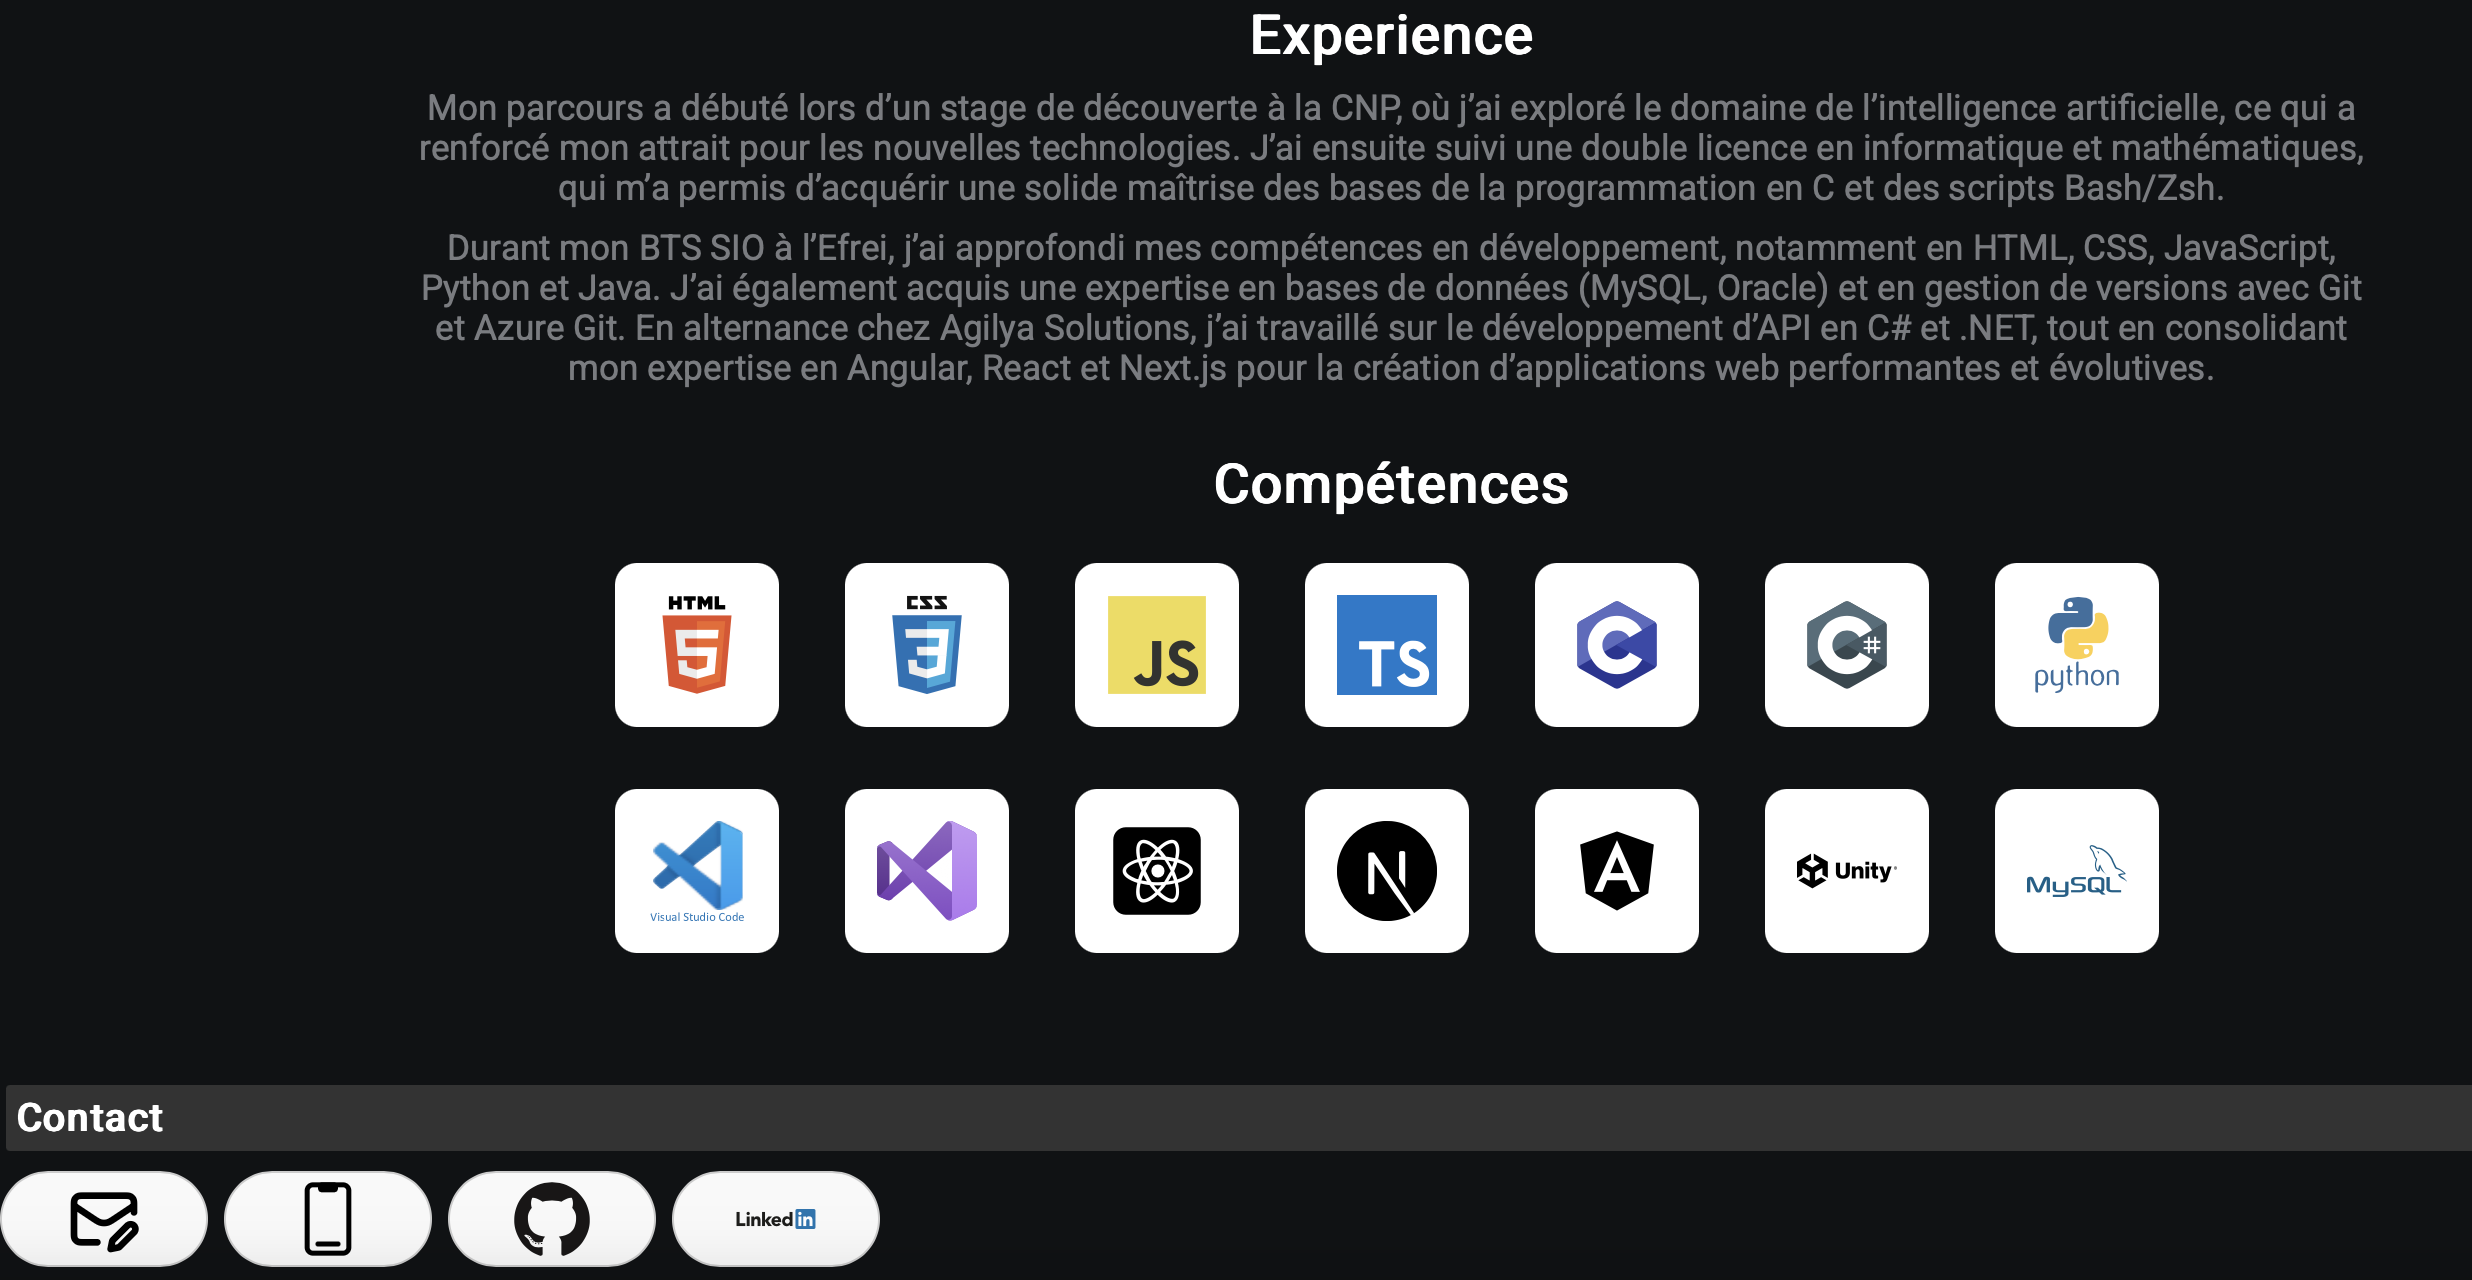 Experience
Mon parcours a débuté lors d’un stage de découverte à la CNP, où j’ai exploré le domaine de l’intelligence artificielle, ce qui a
renforcé mon attrait pour les nouvelles technologies. J’ai ensuite suivi une double licence en informatique et mathématiques,
qui m’a permis d’acquérir une solide maîtrise des bases de la programmation en C et des scripts Bash/Zsh.
Durant mon BTS SIO à l’Efrei, j’ai approfondi mes compétences en développement, notamment en HTML, CSS, JavaScript,
Python et Java. J’ai également acquis une expertise en bases de données (MySQL, Oracle) et en gestion de versions avec Git
et Azure Git. En alternance chez Agilya Solutions, j’ai travaillé sur le développement d’API en C# et .NET, tout en consolidant
mon expertise en Angular, React et Next.js pour la création d’applications web performantes et évolutives.
Compétences
HTML 5
CSS 3
JS
TS
C
C#
python
Visual Studio Code
N
A
Unity
MySQL
Contact
Linkedin